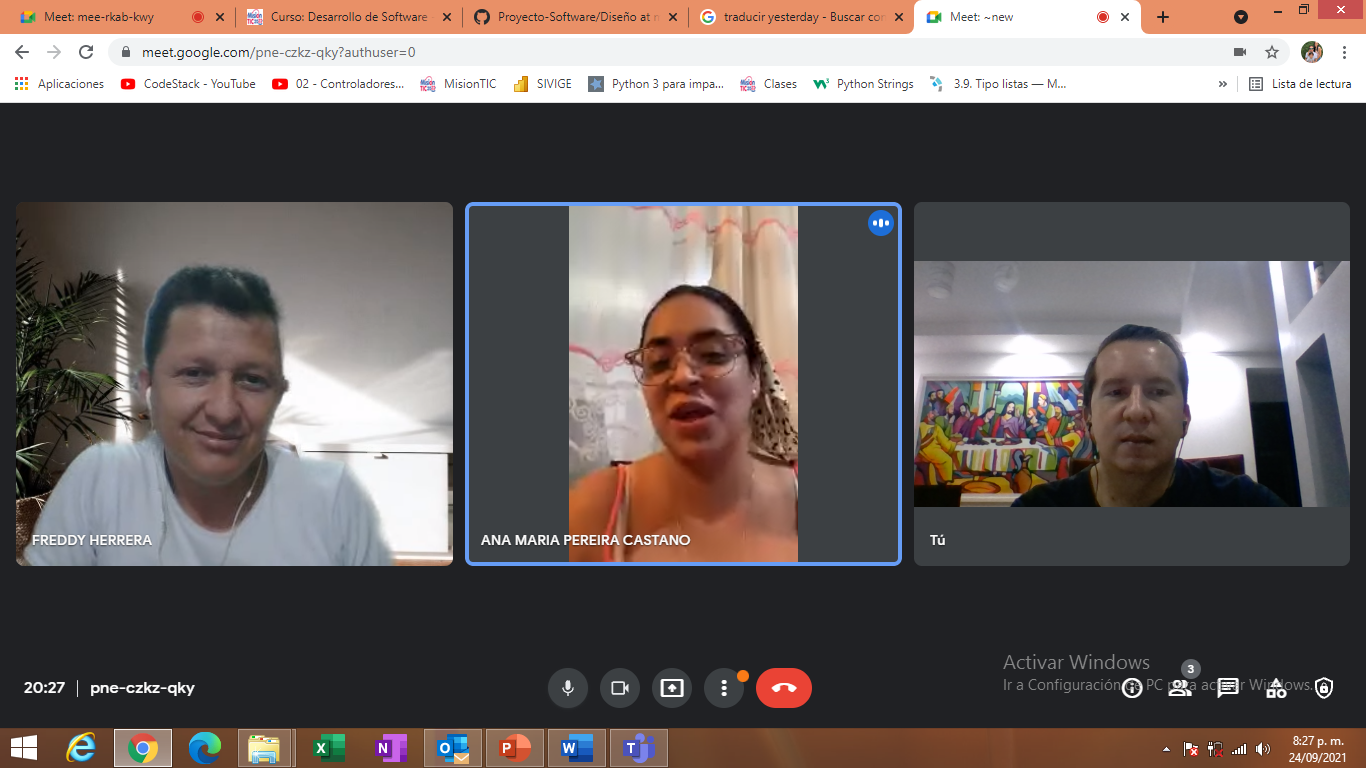 Meet: mee-rkab-kwy
Curso: Desarrollo de Software
Proyecto-Software/Diseño at m
traducir yesterday - Buscar con
Meet: ~new
meet.google.com/pne-czkz-qky?authuser=0
Aplicaciones
CodeStack - YouTube
02 - Controladores...
MisionTIC
SIVIGE
Python 3 para impa...
Clases
Python Strings
3.9. Tipo listas — M...
»
Lista de lectura
FREDDY HERRERA
ANA MARIA PEREIRA CASTANO
Tú
Activar Windows
Ir a Configuración de PC para activar Windows.
3
20:27 | pne-czkz-qky
8:27 p. m.
24/09/2021